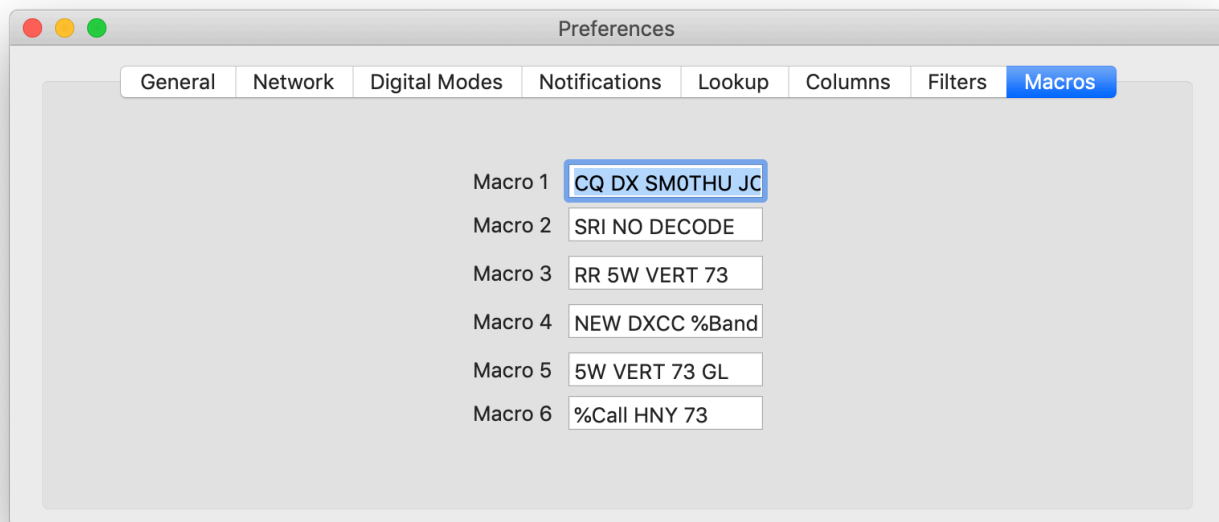 Preferences
General Network Digital Modes Notifications Lookup Columns Filters Macros
Macro 1 CQ DX SM0THU JO
Macro 2 SRI NO DECODE
Macro 3 RR 5W VERT 73
Macro 4 NEW DXCC %Band
Macro 5 5W VERT 73 GL
Macro 6 %Call HNY 73